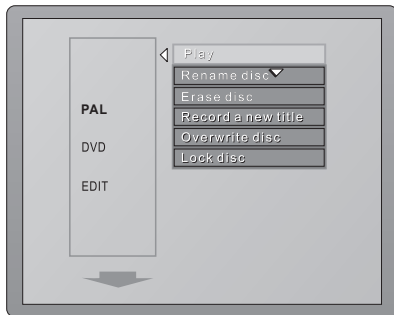 PAL
DVD
EDIT
Play
Rename disc
Erase disc
Record a new title
Overwrite disc
Lock disc